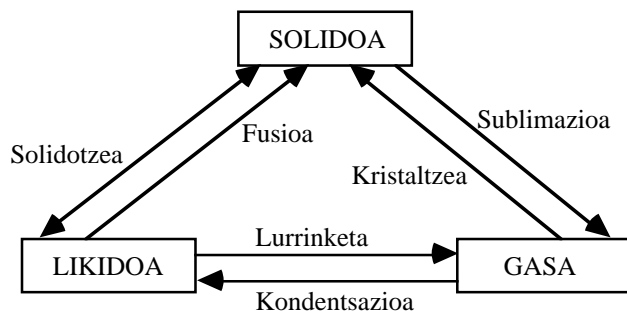 SOLIDOA
Sublimazioa
Solidotzea
Fusioa
Kristaltzea
Lurrinketa
LIKIDOA
GASA
Kondentsazioa